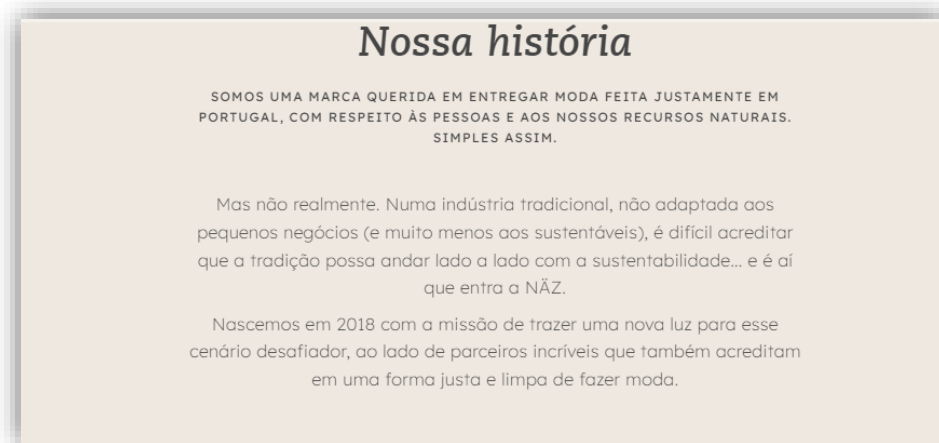 Nossa história
SOMOS UMA MARCA QUERIDA EM ENTREGAR MODA FEITA JUSTAMENTE EM
PORTUGAL, COM RESPEITO ÀS PESSOAS E AOS NOSSOS RECURSOS NATURAIS.
SIMPLES ASSIM.
Mas não realmente. Numa indústria tradicional, não adaptada aos
pequenos negócios (e muito menos aos sustentáveis), é difícil acreditar
que a tradição possa andar lado a lado com a sustentabilidade... e é aí
que entra a NÄZ.
Nascemos em 2018 com a missão de trazer uma nova luz para esse
cenário desafiador, ao lado de parceiros incríveis que também acreditam
em uma forma justa e limpa de fazer moda.